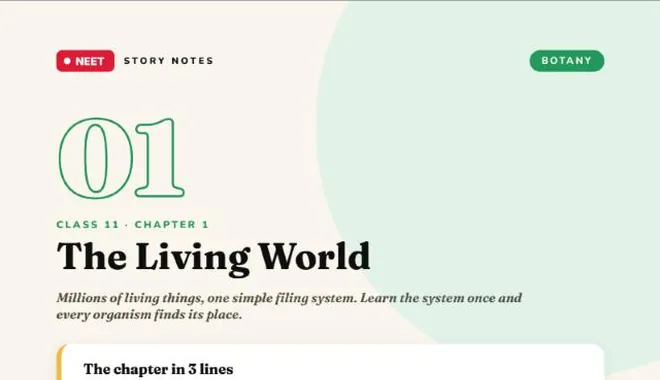 NEET STORY NOTES BOTANY
01
CLASS 11 · CHAPTER 1
The Living World
Millions of living things, one simple filing system. Learn the system once and
every organism finds its place.
The chapter in 3 lines